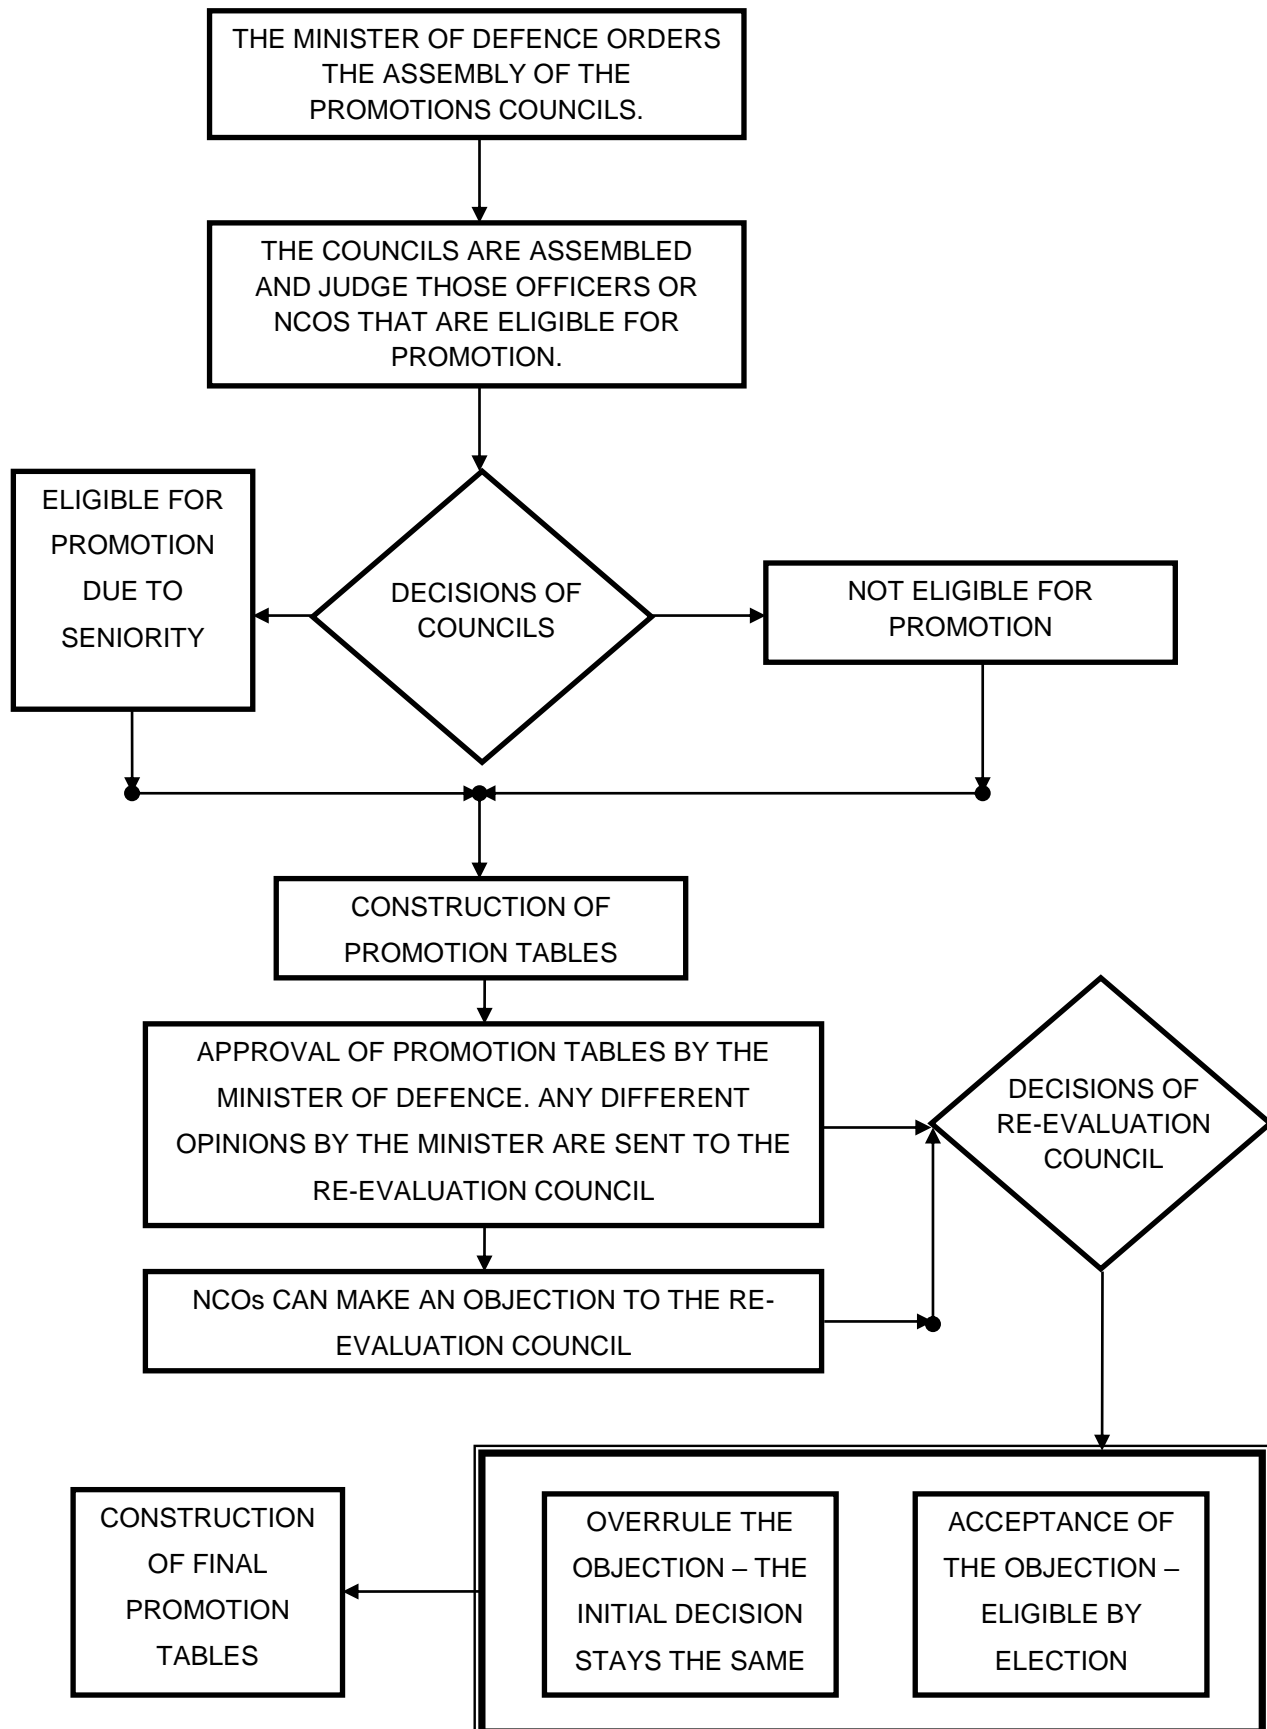 THE MINISTER OF DEFENCE ORDERS
THE ASSEMBLY OF THE
PROMOTIONS COUNCILS.
THE COUNCILS ARE ASSEMBLED
AND JUDGE THOSE OFFICERS OR
NCOS THAT ARE ELIGIBLE FOR
PROMOTION.
ELIGIBLE FOR
PROMOTION
DUE TO
SENIORITY
DECISIONS OF
COUNCILS
NOT ELIGIBLE FOR
PROMOTION
CONSTRUCTION OF
PROMOTION TABLES
APPROVAL OF PROMOTION TABLES BY THE
MINISTER OF DEFENCE. ANY DIFFERENT
OPINIONS BY THE MINISTER ARE SENT TO THE
RE-EVALUATION COUNCIL
DECISIONS OF
RE-EVALUATION
COUNCIL
NCOs CAN MAKE AN OBJECTION TO THE RE-
EVALUATION COUNCIL
CONSTRUCTION
OF FINAL
PROMOTION
TABLES
OVERRULE THE
OBJECTION – THE
INITIAL DECISION
STAYS THE SAME
ACCEPTANCE OF
THE OBJECTION –
ELIGIBLE BY
ELECTION